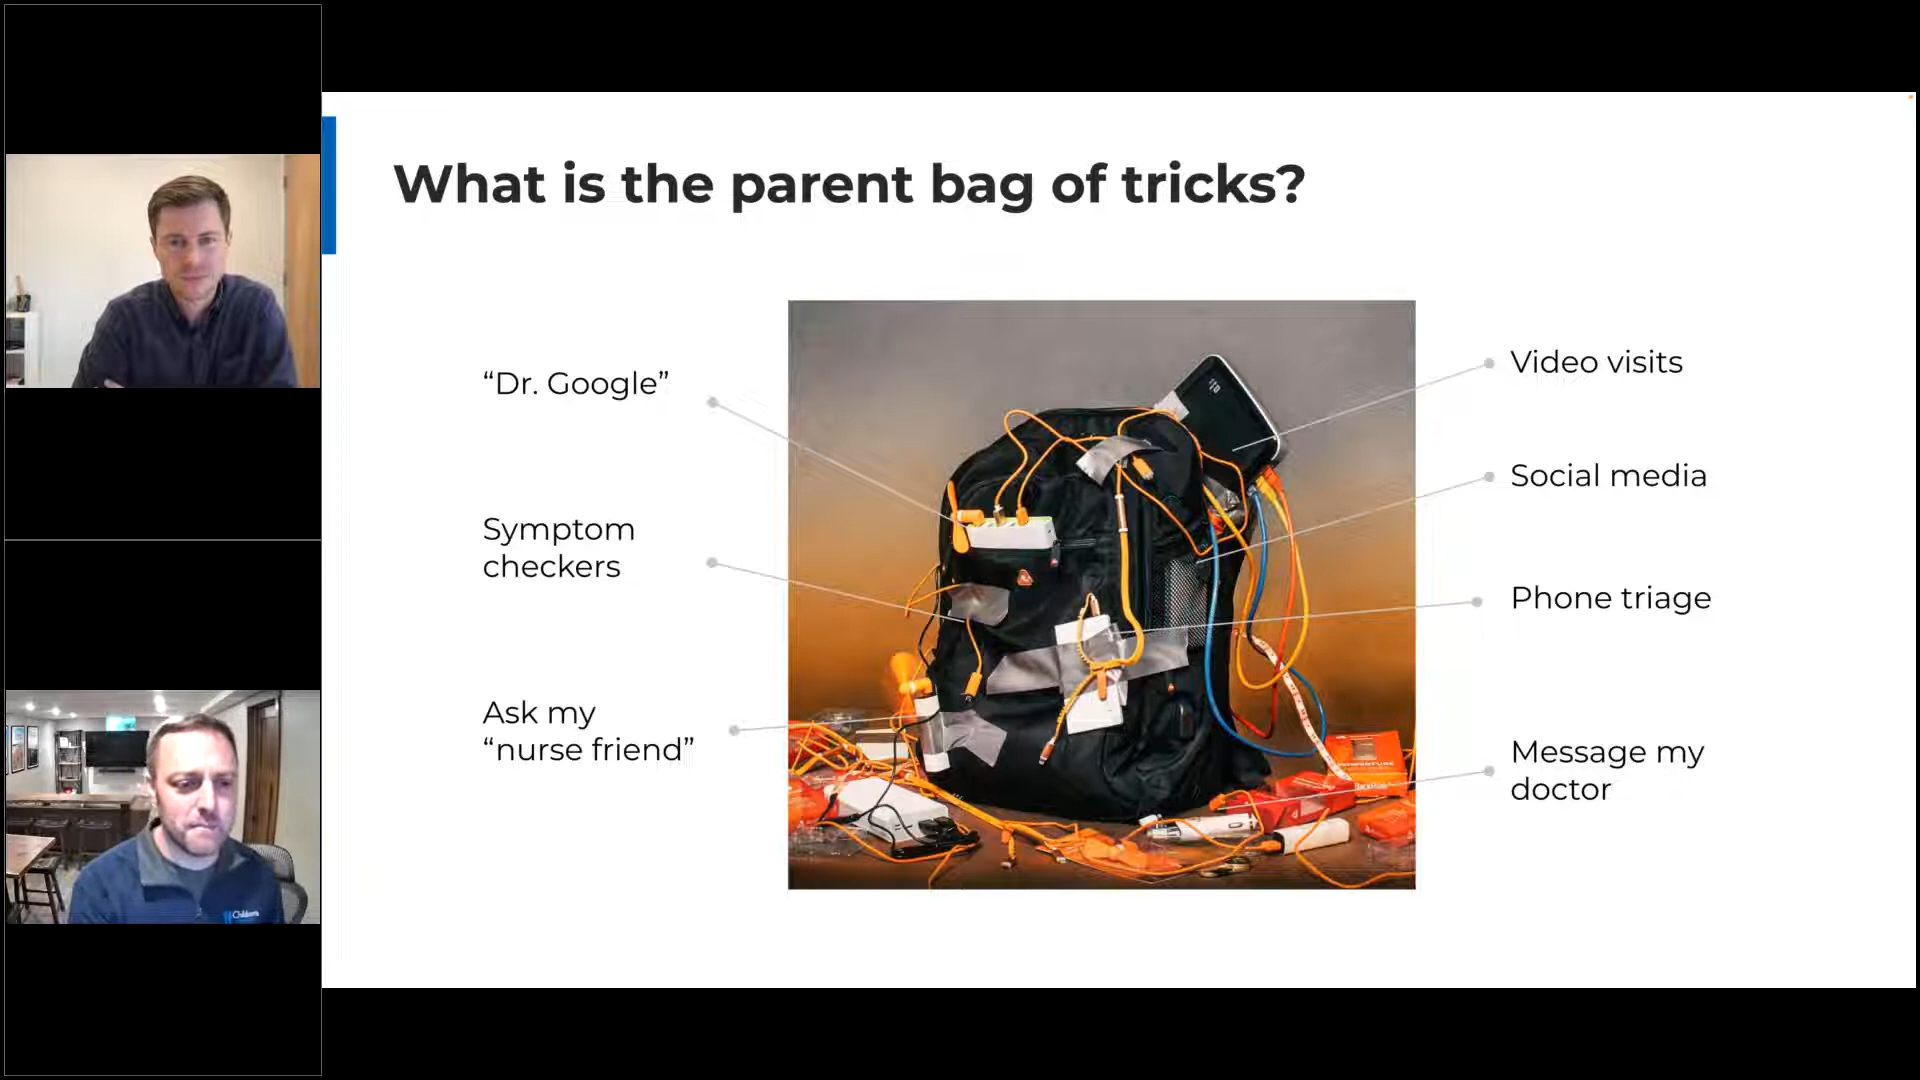 What is the parent bag of tricks?
“Dr. Google”
Symptom
checkers
Ask my
“nurse friend”
Video visits
Social media
Phone triage
Message my
doctor
Children's